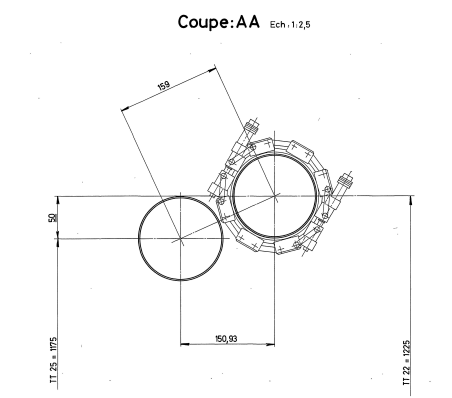 Coupe:AA Ech.1:2,5
159
50
150,93
TT 25 = 1175
TT 22 = 1225